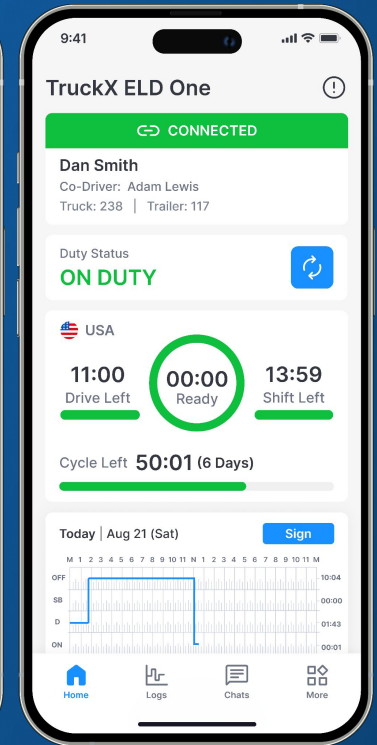 9:41
TruckX ELD One
CONNECTED
Dan Smith
Co-Driver: Adam Lewis
Truck: 238 | Trailer: 117
Duty Status
ON DUTY
USA
11:00
Drive Left
00:00
Ready
13:59
Shift Left
Cycle Left 50:01 (6 Days)
Today | Aug 21 (Sat)
Sign
M 1 2 3 4 5 6 7 8 9 10 11 N 1 2 3 4 5 6 7 8 9 10 11 M
OFF 10:04
SB 00:00
D 01:43
ON 00:01
Home
Logs
Chats
More